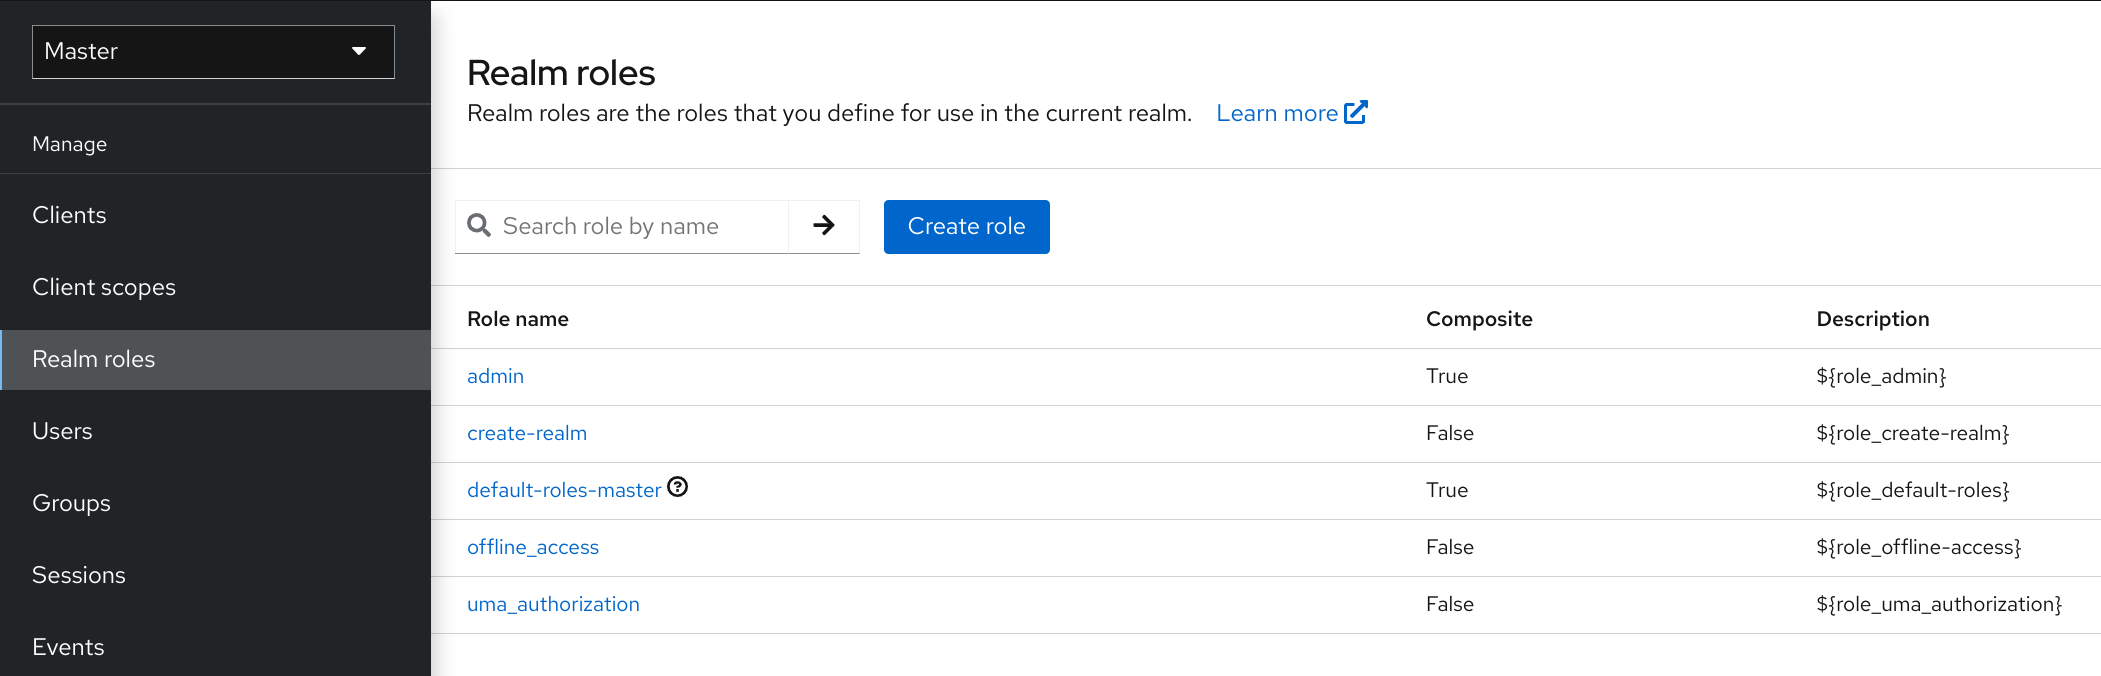 Master
Manage
Clients
Client scopes
Realm roles
Users
Groups
Sessions
Events
Realm roles
Realm roles are the roles that you define for use in the current realm. Learn more
Search role by name
Create role
Role name Composite Description
admin True ${role_admin}
create-realm False ${role_create-realm}
default-roles-master True ${role_default-roles}
offline_access False ${role_offline-access}
uma_authorization False ${role_uma_authorization}